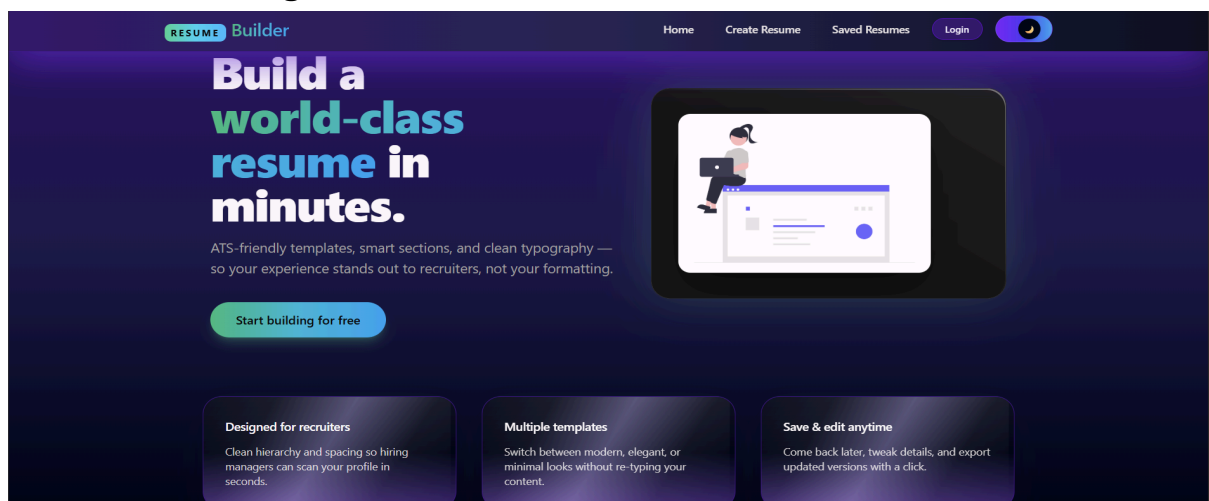 RESUME Builder
Home Create Resume Saved Resumes Login
Build a
world-class
resume in
minutes.
ATS-friendly templates, smart sections, and clean typography —
so your experience stands out to recruiters, not your formatting.
Start building for free
Designed for recruiters
Clean hierarchy and spacing so hiring
managers can scan your profile in
seconds.
Multiple templates
Switch between modern, elegant, or
minimal looks without re-typing your
content.
Save & edit anytime
Come back later, tweak details, and export
updated versions with a click.